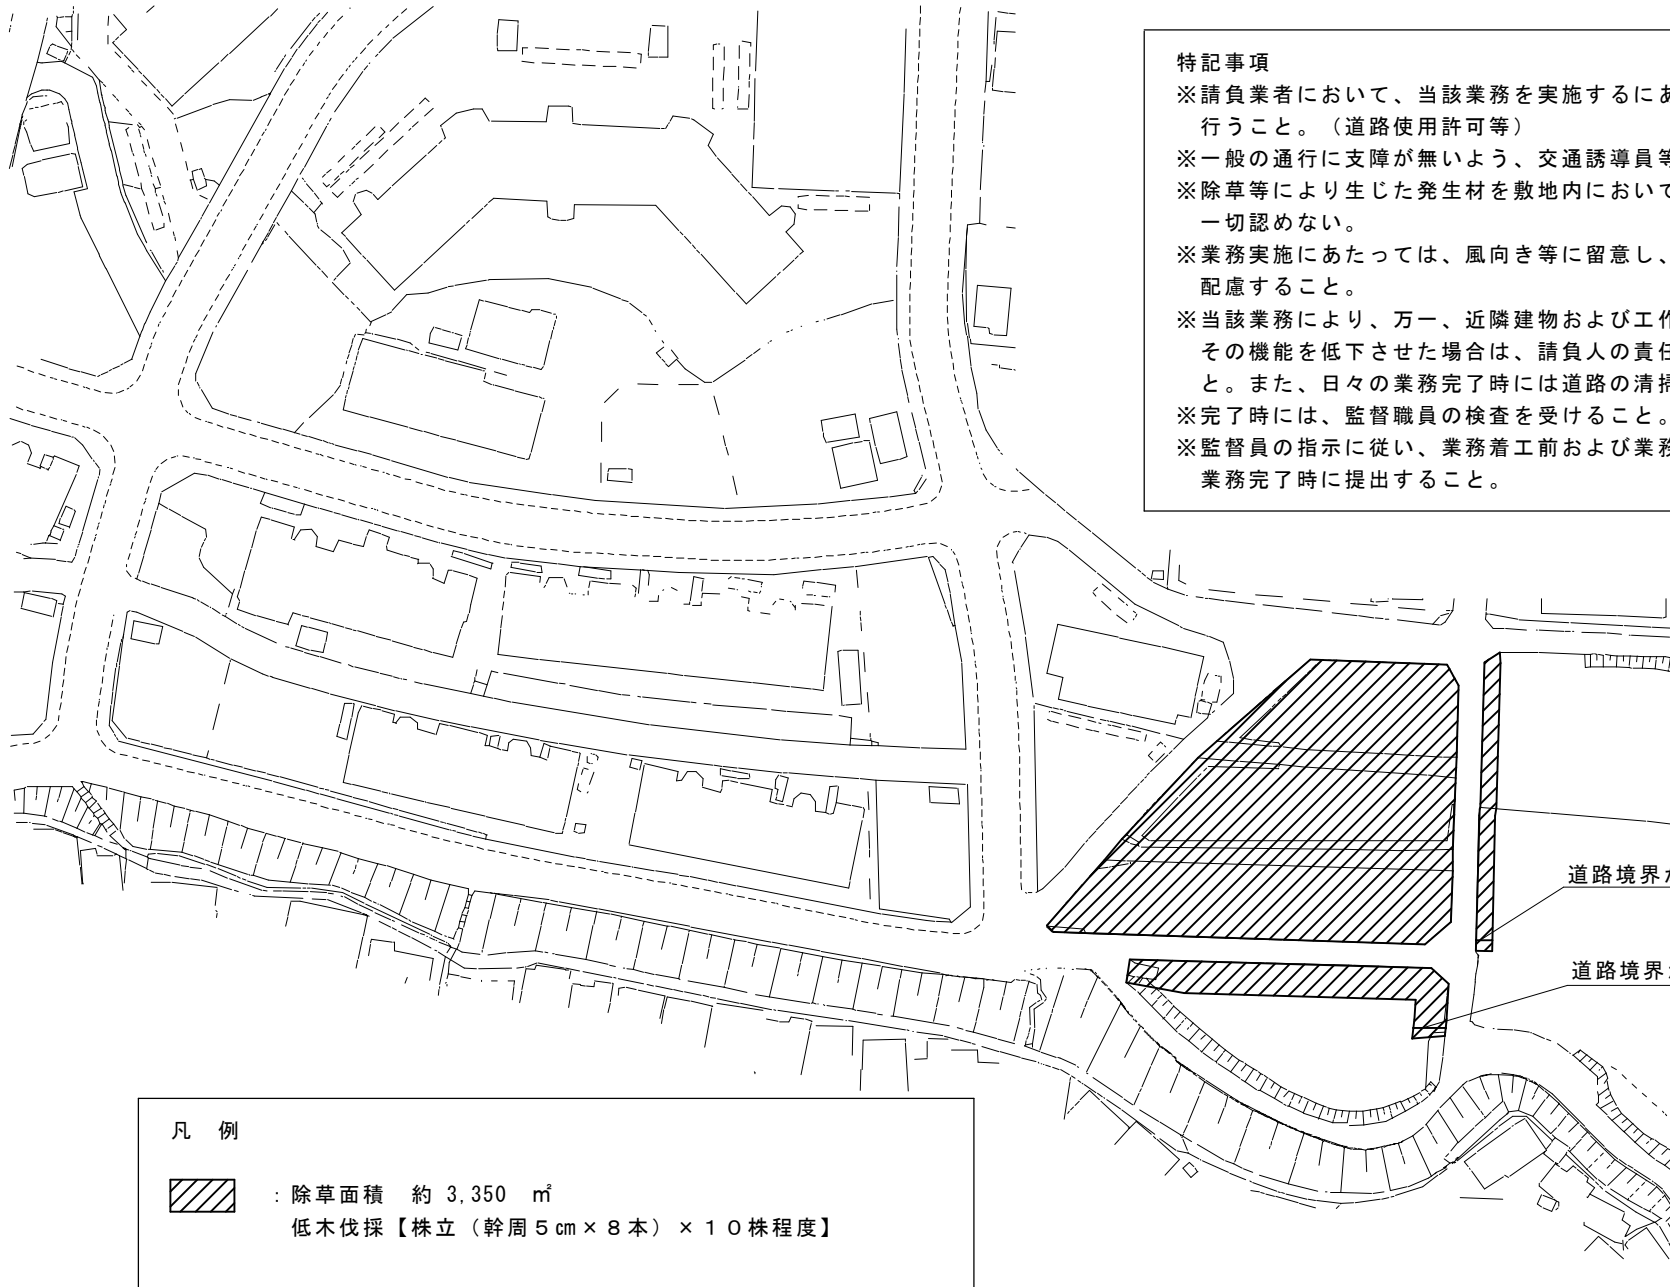 特記事項
※請負業者において、当該業務を実施するにあ
行うこと。（道路使用許可等）
※一般の通行に支障が無いよう、交通誘導員等
※除草等により生じた発生材を敷地内において
一切認めない。
※業務実施にあたっては、風向き等に留意し、
配慮すること。
※当該業務により、万一、近隣建物および工作
その機能を低下させた場合は、請負人の責任
と。また、日々の業務完了時には道路の清掃
※完了時には、監督職員の検査を受けること。
※監督員の指示に従い、業務着工前および業務
業務完了時に提出すること。
道路境界か
道路境界か
凡　例
：除草面積　約 3,350　㎡
低木伐採【株立（幹周５㎝×８本）×１０株程度】